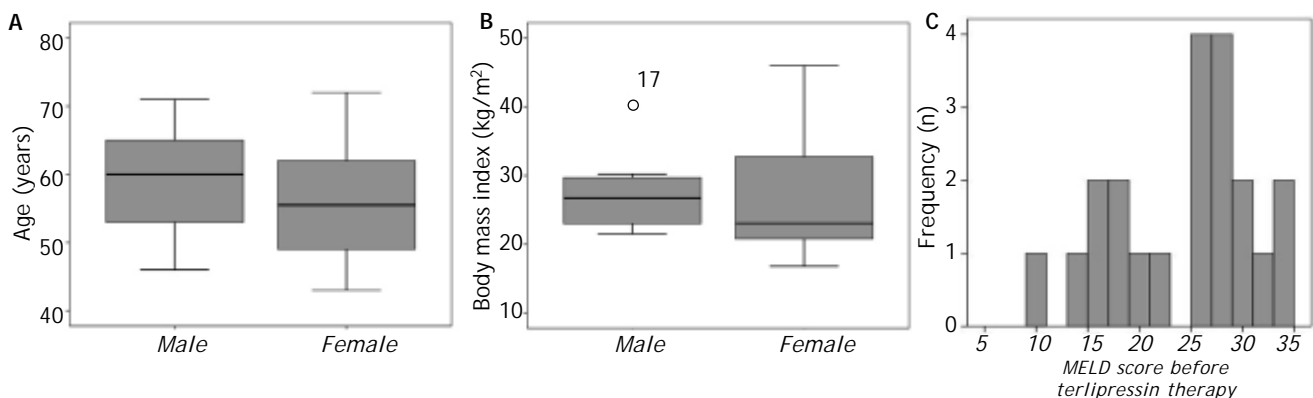 A
Age (years)
80
70
60
50
40
Male Female
B
Body mass index (kg/m²)
50
40
30
20
10
17
Male Female
C
Frequency (n)
4
3
2
1
0
5 10 15 20 25 30 35
MELD score before
terlipressin therapy